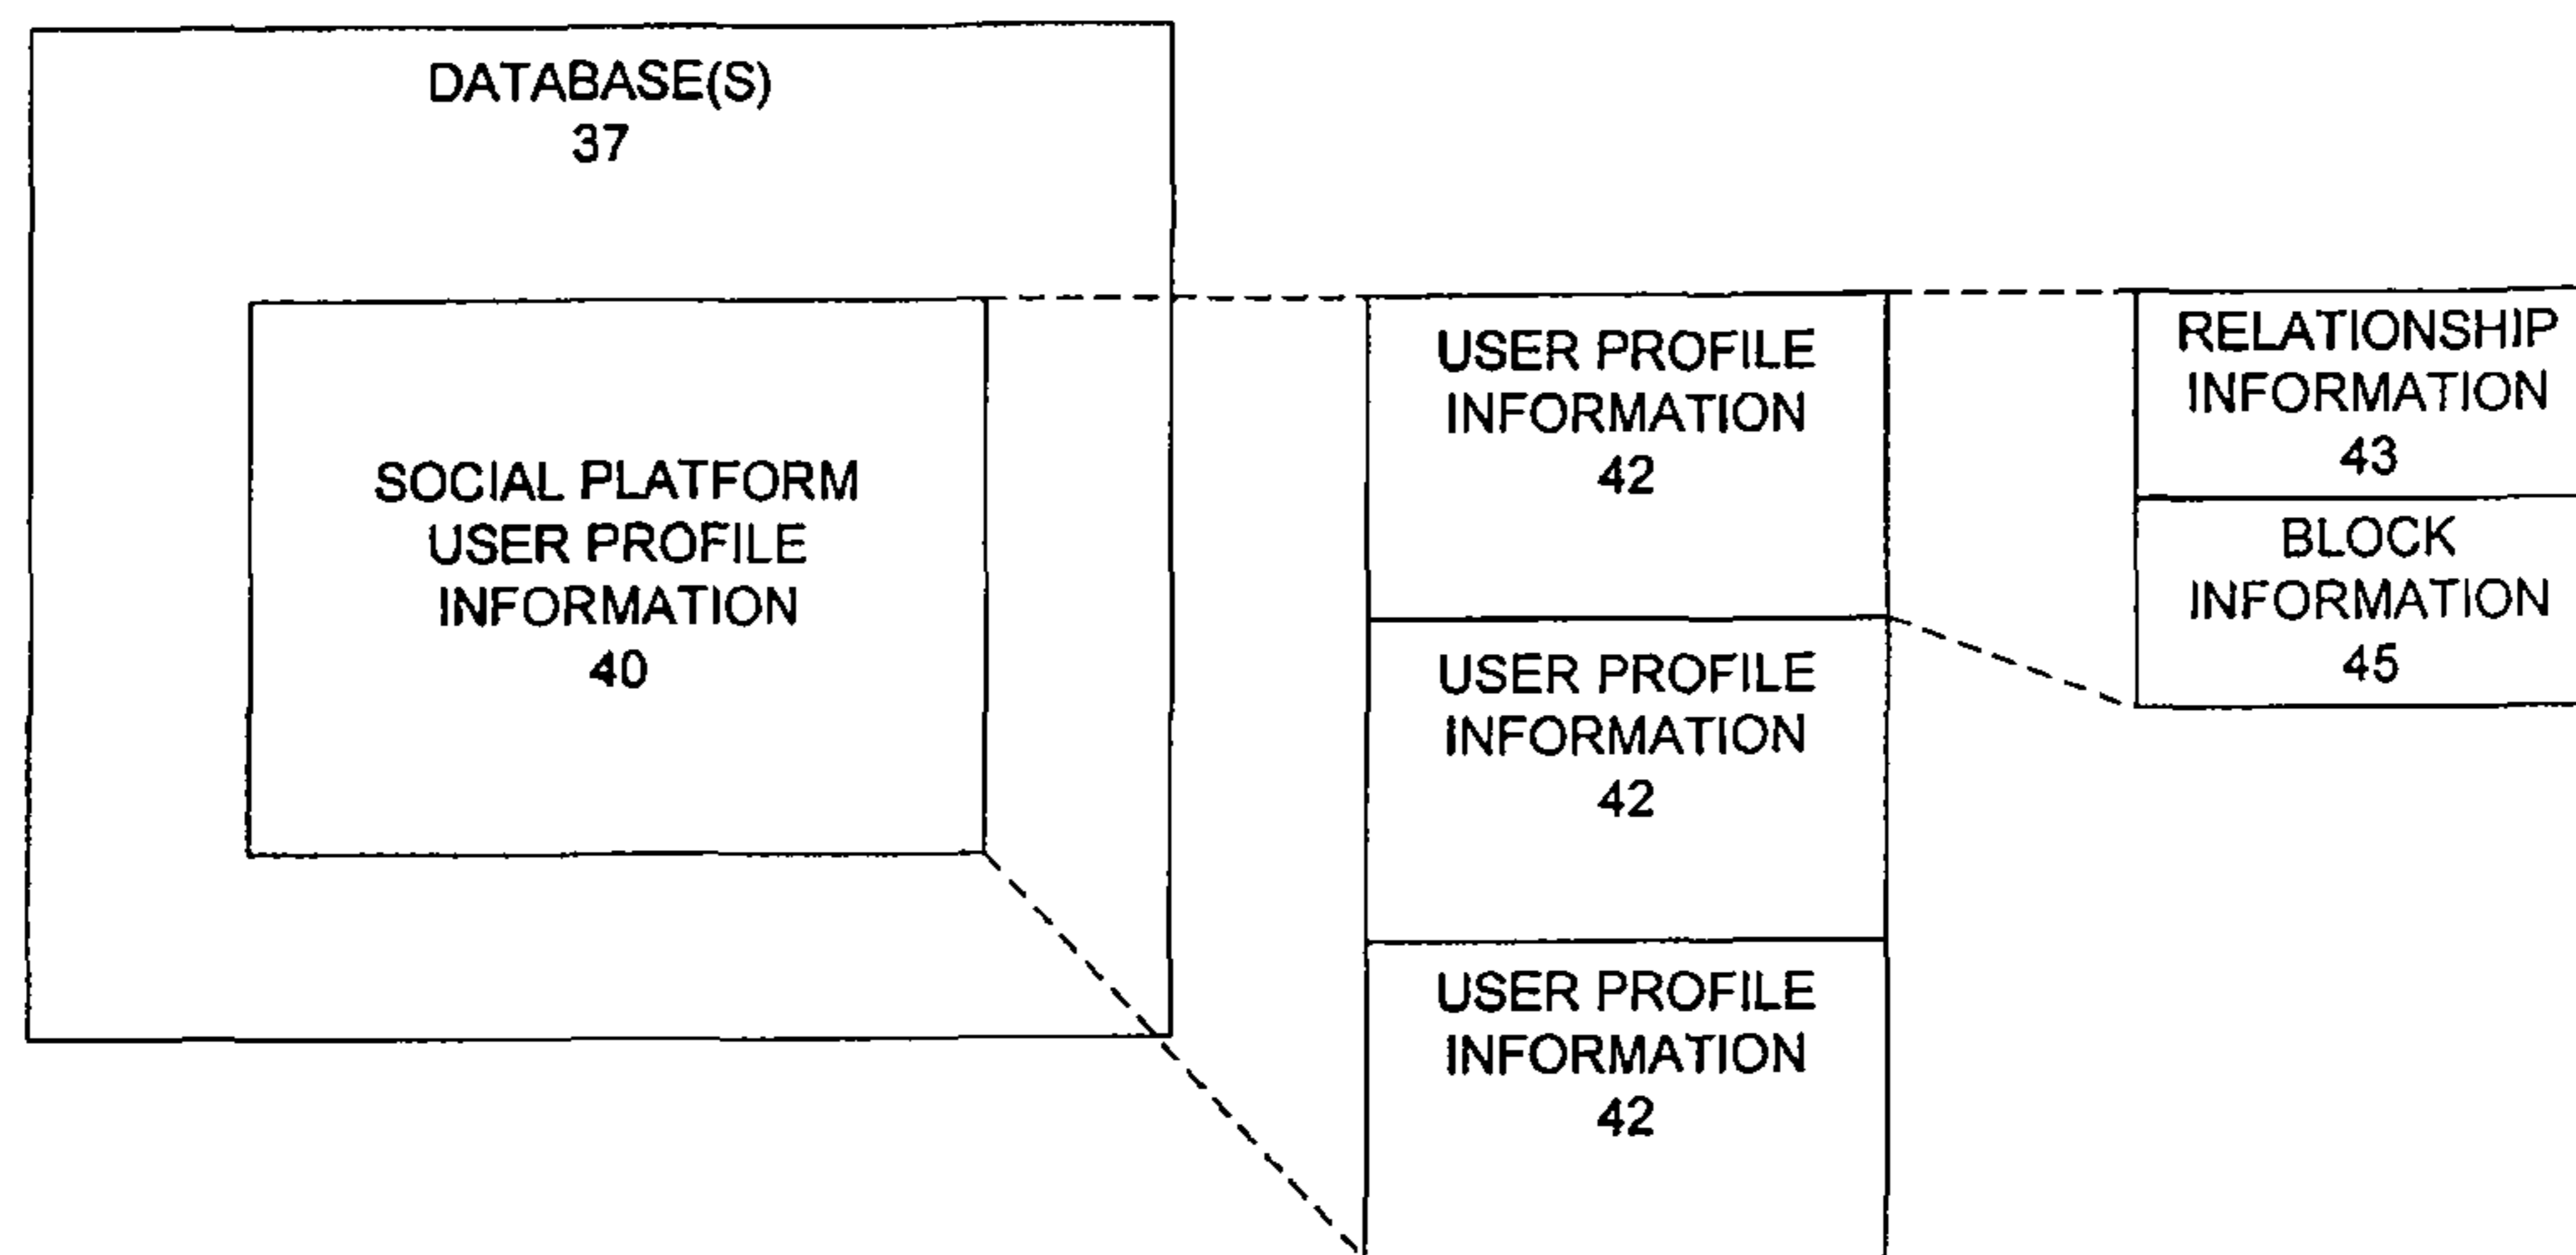 DATABASE(S)
37
SOCIAL PLATFORM
USER PROFILE
INFORMATION
40
USER PROFILE
INFORMATION
42
USER PROFILE
INFORMATION
42
USER PROFILE
INFORMATION
42
RELATIONSHIP
INFORMATION
43
BLOCK
INFORMATION
45